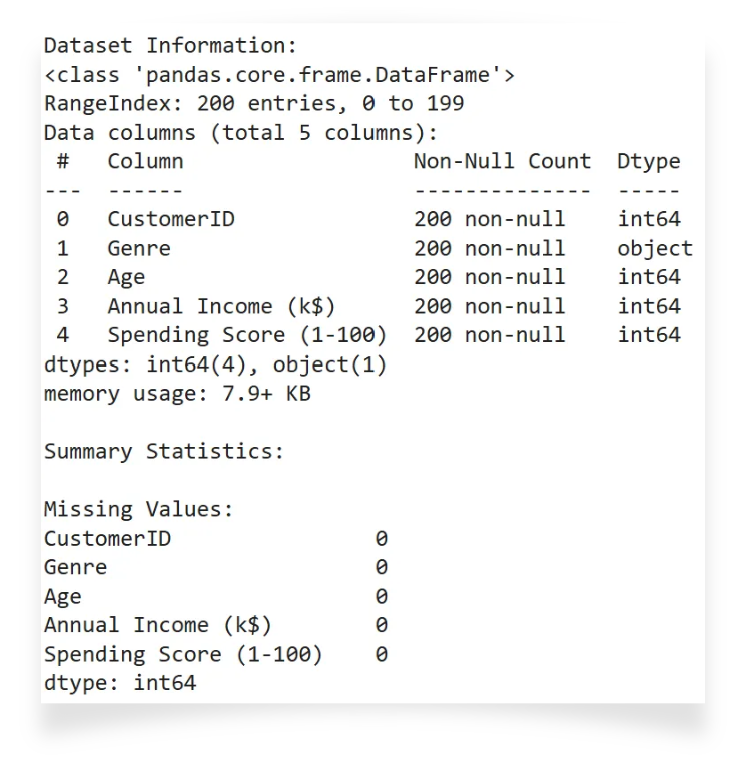 Dataset Information:
<class 'pandas.core.frame.DataFrame'>
RangeIndex: 200 entries, 0 to 199
Data columns (total 5 columns):
 #   Column                  Non-Null Count  Dtype
---  ------                  --------------  -----
 0   CustomerID              200 non-null    int64
 1   Genre                   200 non-null    object
 2   Age                     200 non-null    int64
 3   Annual Income (k$)      200 non-null    int64
 4   Spending Score (1-100)  200 non-null    int64
dtypes: int64(4), object(1)
memory usage: 7.9+ KB

Summary Statistics:

Missing Values:
CustomerID                0
Genre                     0
Age                       0
Annual Income (k$)        0
Spending Score (1-100)    0
dtype: int64